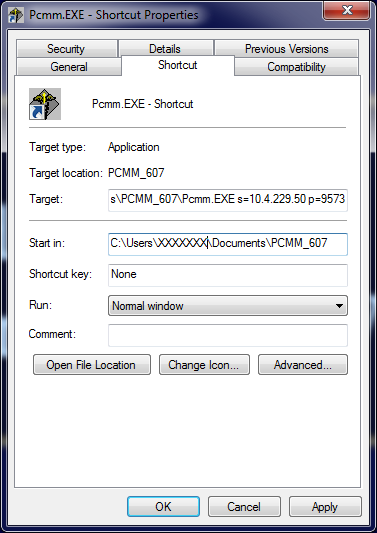 Pcmm.EXE - Shortcut Properties
Security Details Previous Versions
General Shortcut Compatibility
Pcmm.EXE - Shortcut
Target type: Application
Target location: PCMM_607
Target: s\PCMM_607\Pcmm.EXE s=10.4.229.50 p=9573
Start in: C:\Users\XXXXXXX\Documents\PCMM_607
Shortcut key: None
Run: Normal window
Comment:
Open File Location Change Icon... Advanced...
OK Cancel Apply